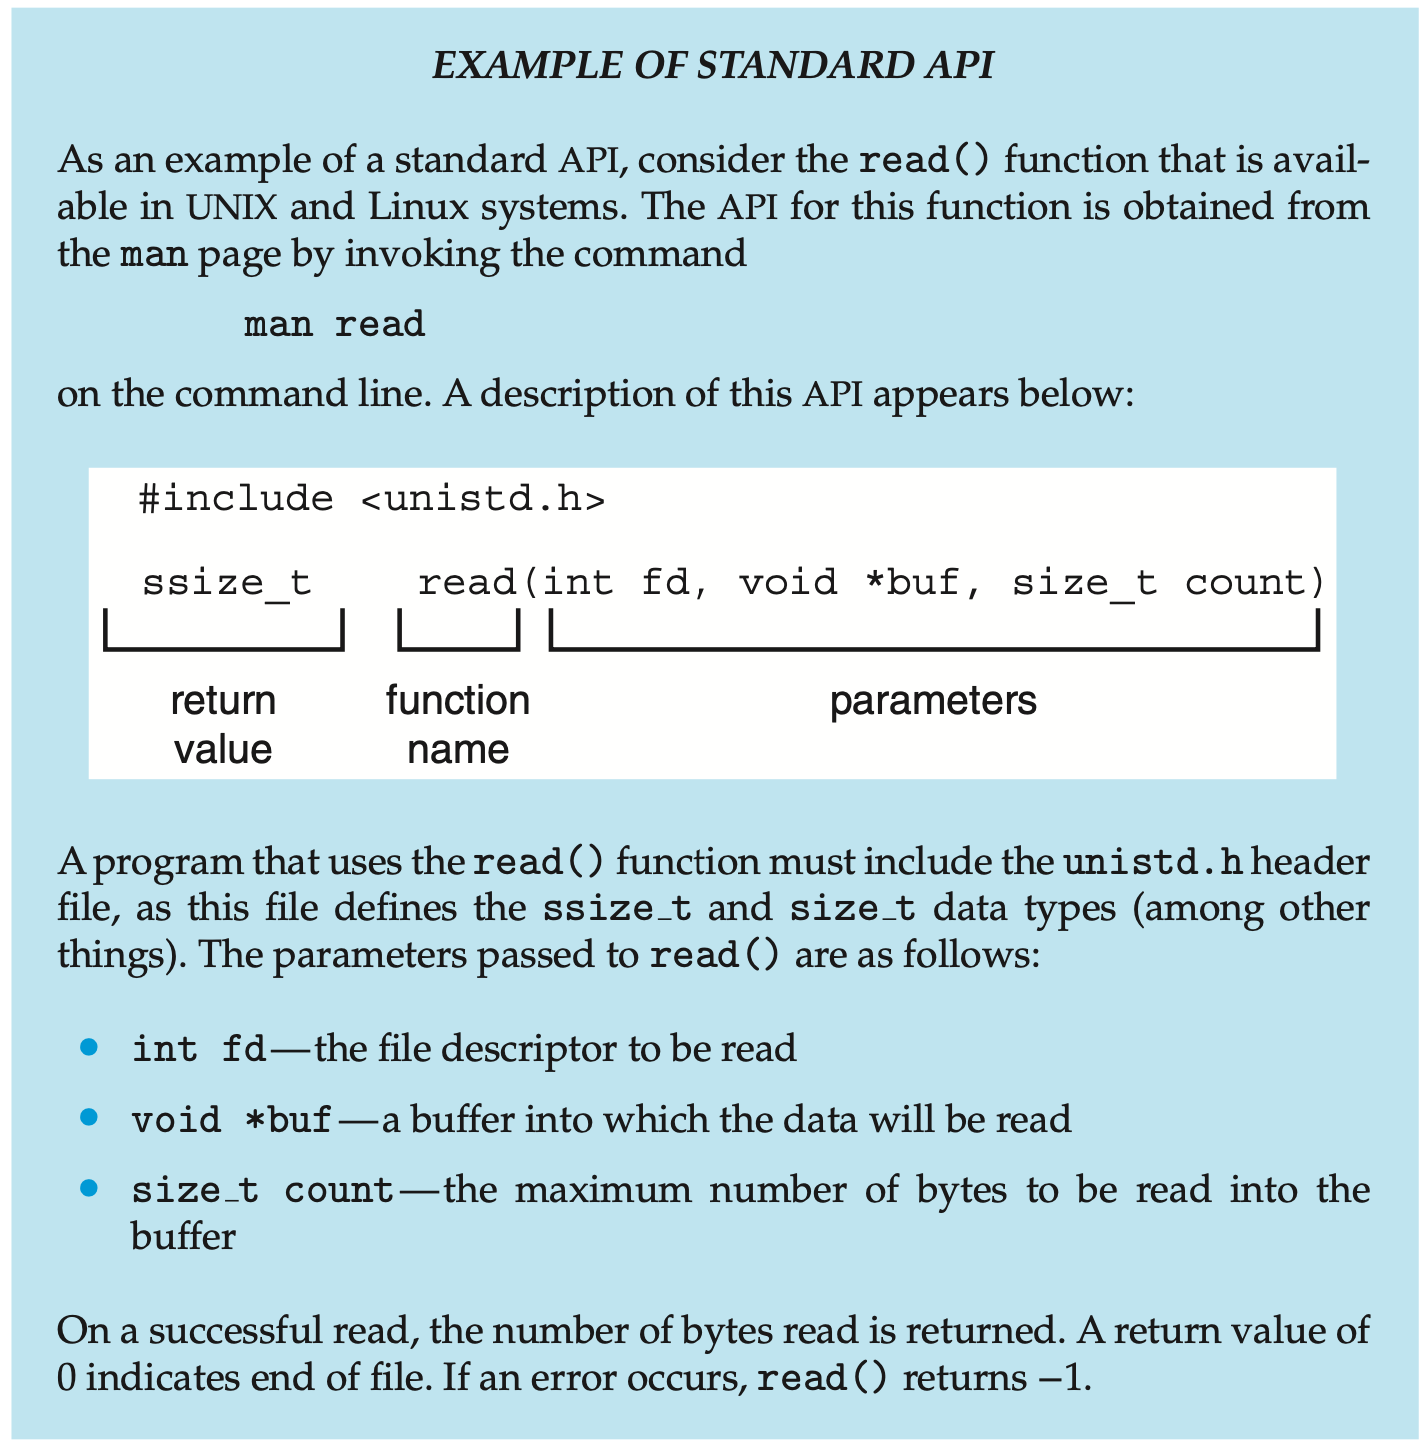 EXAMPLE OF STANDARD API
As an example of a standard API, consider the read() function that is avail-
able in UNIX and Linux systems. The API for this function is obtained from
the man page by invoking the command
man read
on the command line. A description of this API appears below:
#include <unistd.h>
ssize_t read(int fd, void *buf, size_t count)
return function parameters
value name
A program that uses the read() function must include the unistd.h header
file, as this file defines the ssize_t and size_t data types (among other
things). The parameters passed to read() are as follows:
• int fd—the file descriptor to be read
• void *buf—a buffer into which the data will be read
• size_t count—the maximum number of bytes to be read into the
buffer
On a successful read, the number of bytes read is returned. A return value of
0 indicates end of file. If an error occurs, read() returns −1.